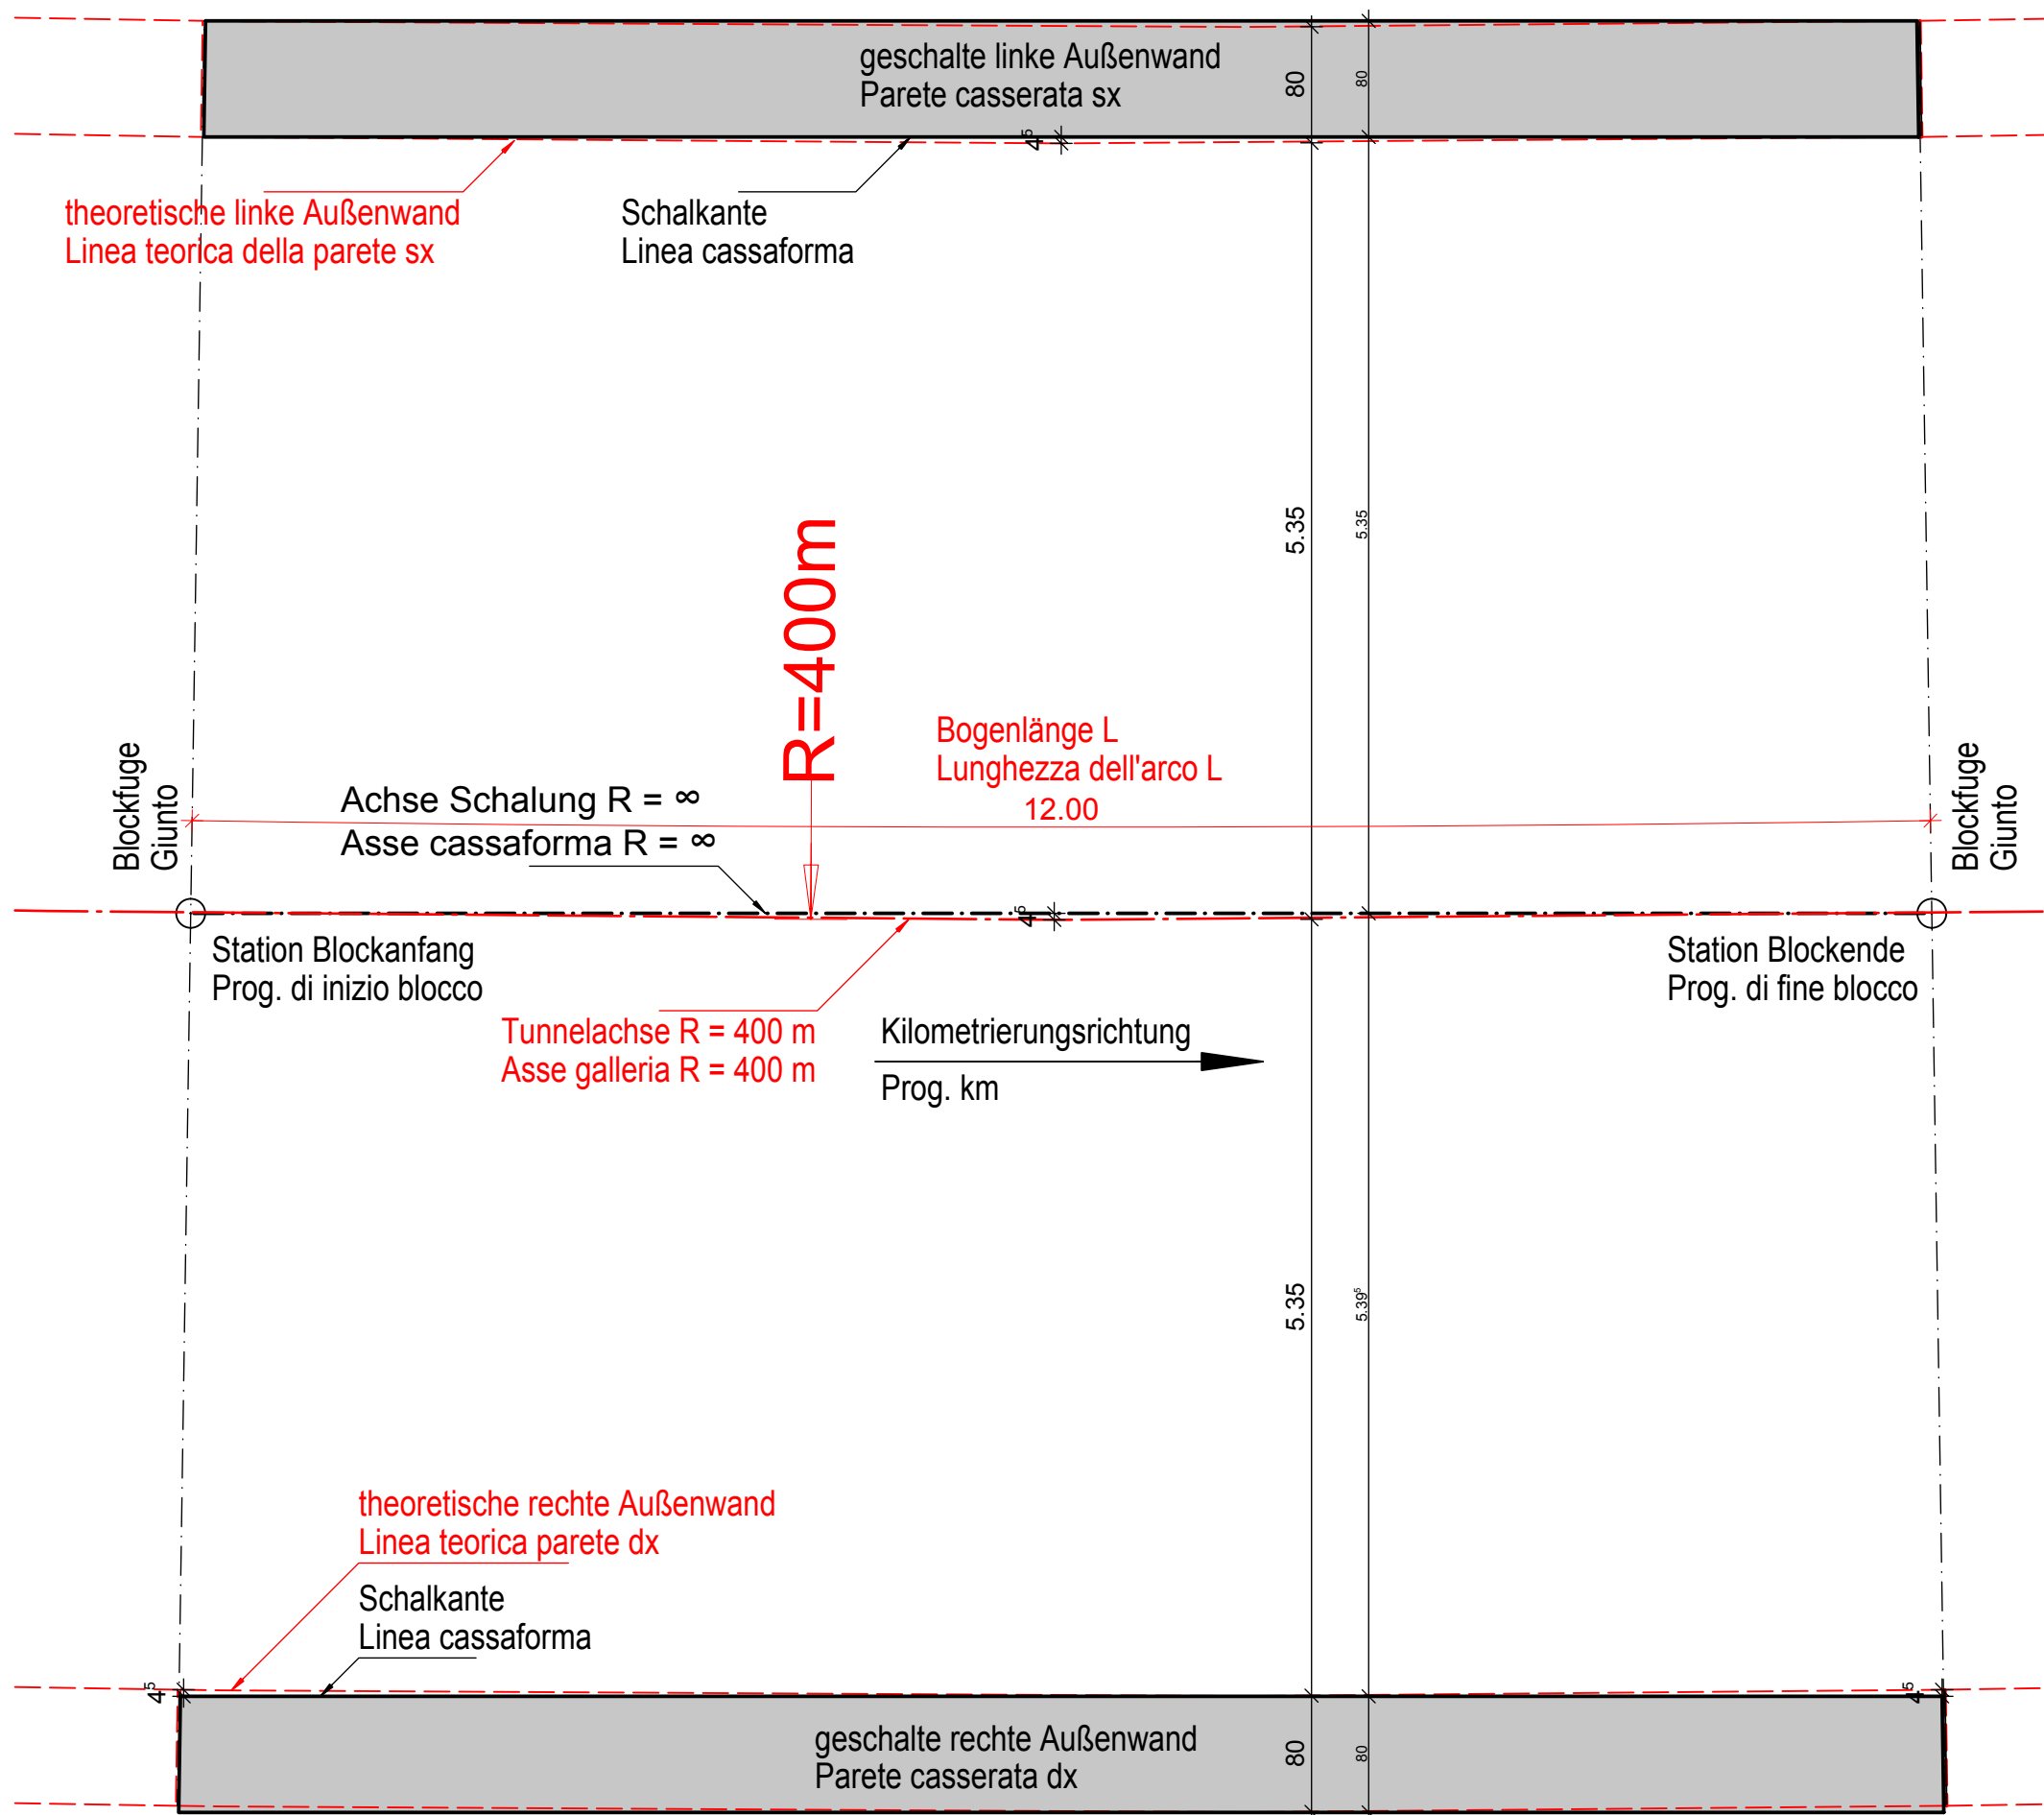 geschalte linke Außenwand
Parete casserata sx
80
80
4⁵
theoretische linke Außenwand
Linea teorica della parete sx
Schalkante
Linea cassaforma
5.35
5.35
R=400m
Bogenlänge L
Lunghezza dell'arco L
12.00
Blockfuge
Giunto
Achse Schalung R = ∞
Asse cassaforma R = ∞
Blockfuge
Giunto
4⁵
Station Blockanfang
Prog. di inizio blocco
Station Blockende
Prog. di fine blocco
Tunnelachse R = 400 m
Asse galleria R = 400 m
Kilometrierungsrichtung
Prog. km
5.35
5.39⁵
theoretische rechte Außenwand
Linea teorica parete dx
Schalkante
Linea cassaforma
4⁵
4⁵
geschalte rechte Außenwand
Parete casserata dx
80
80